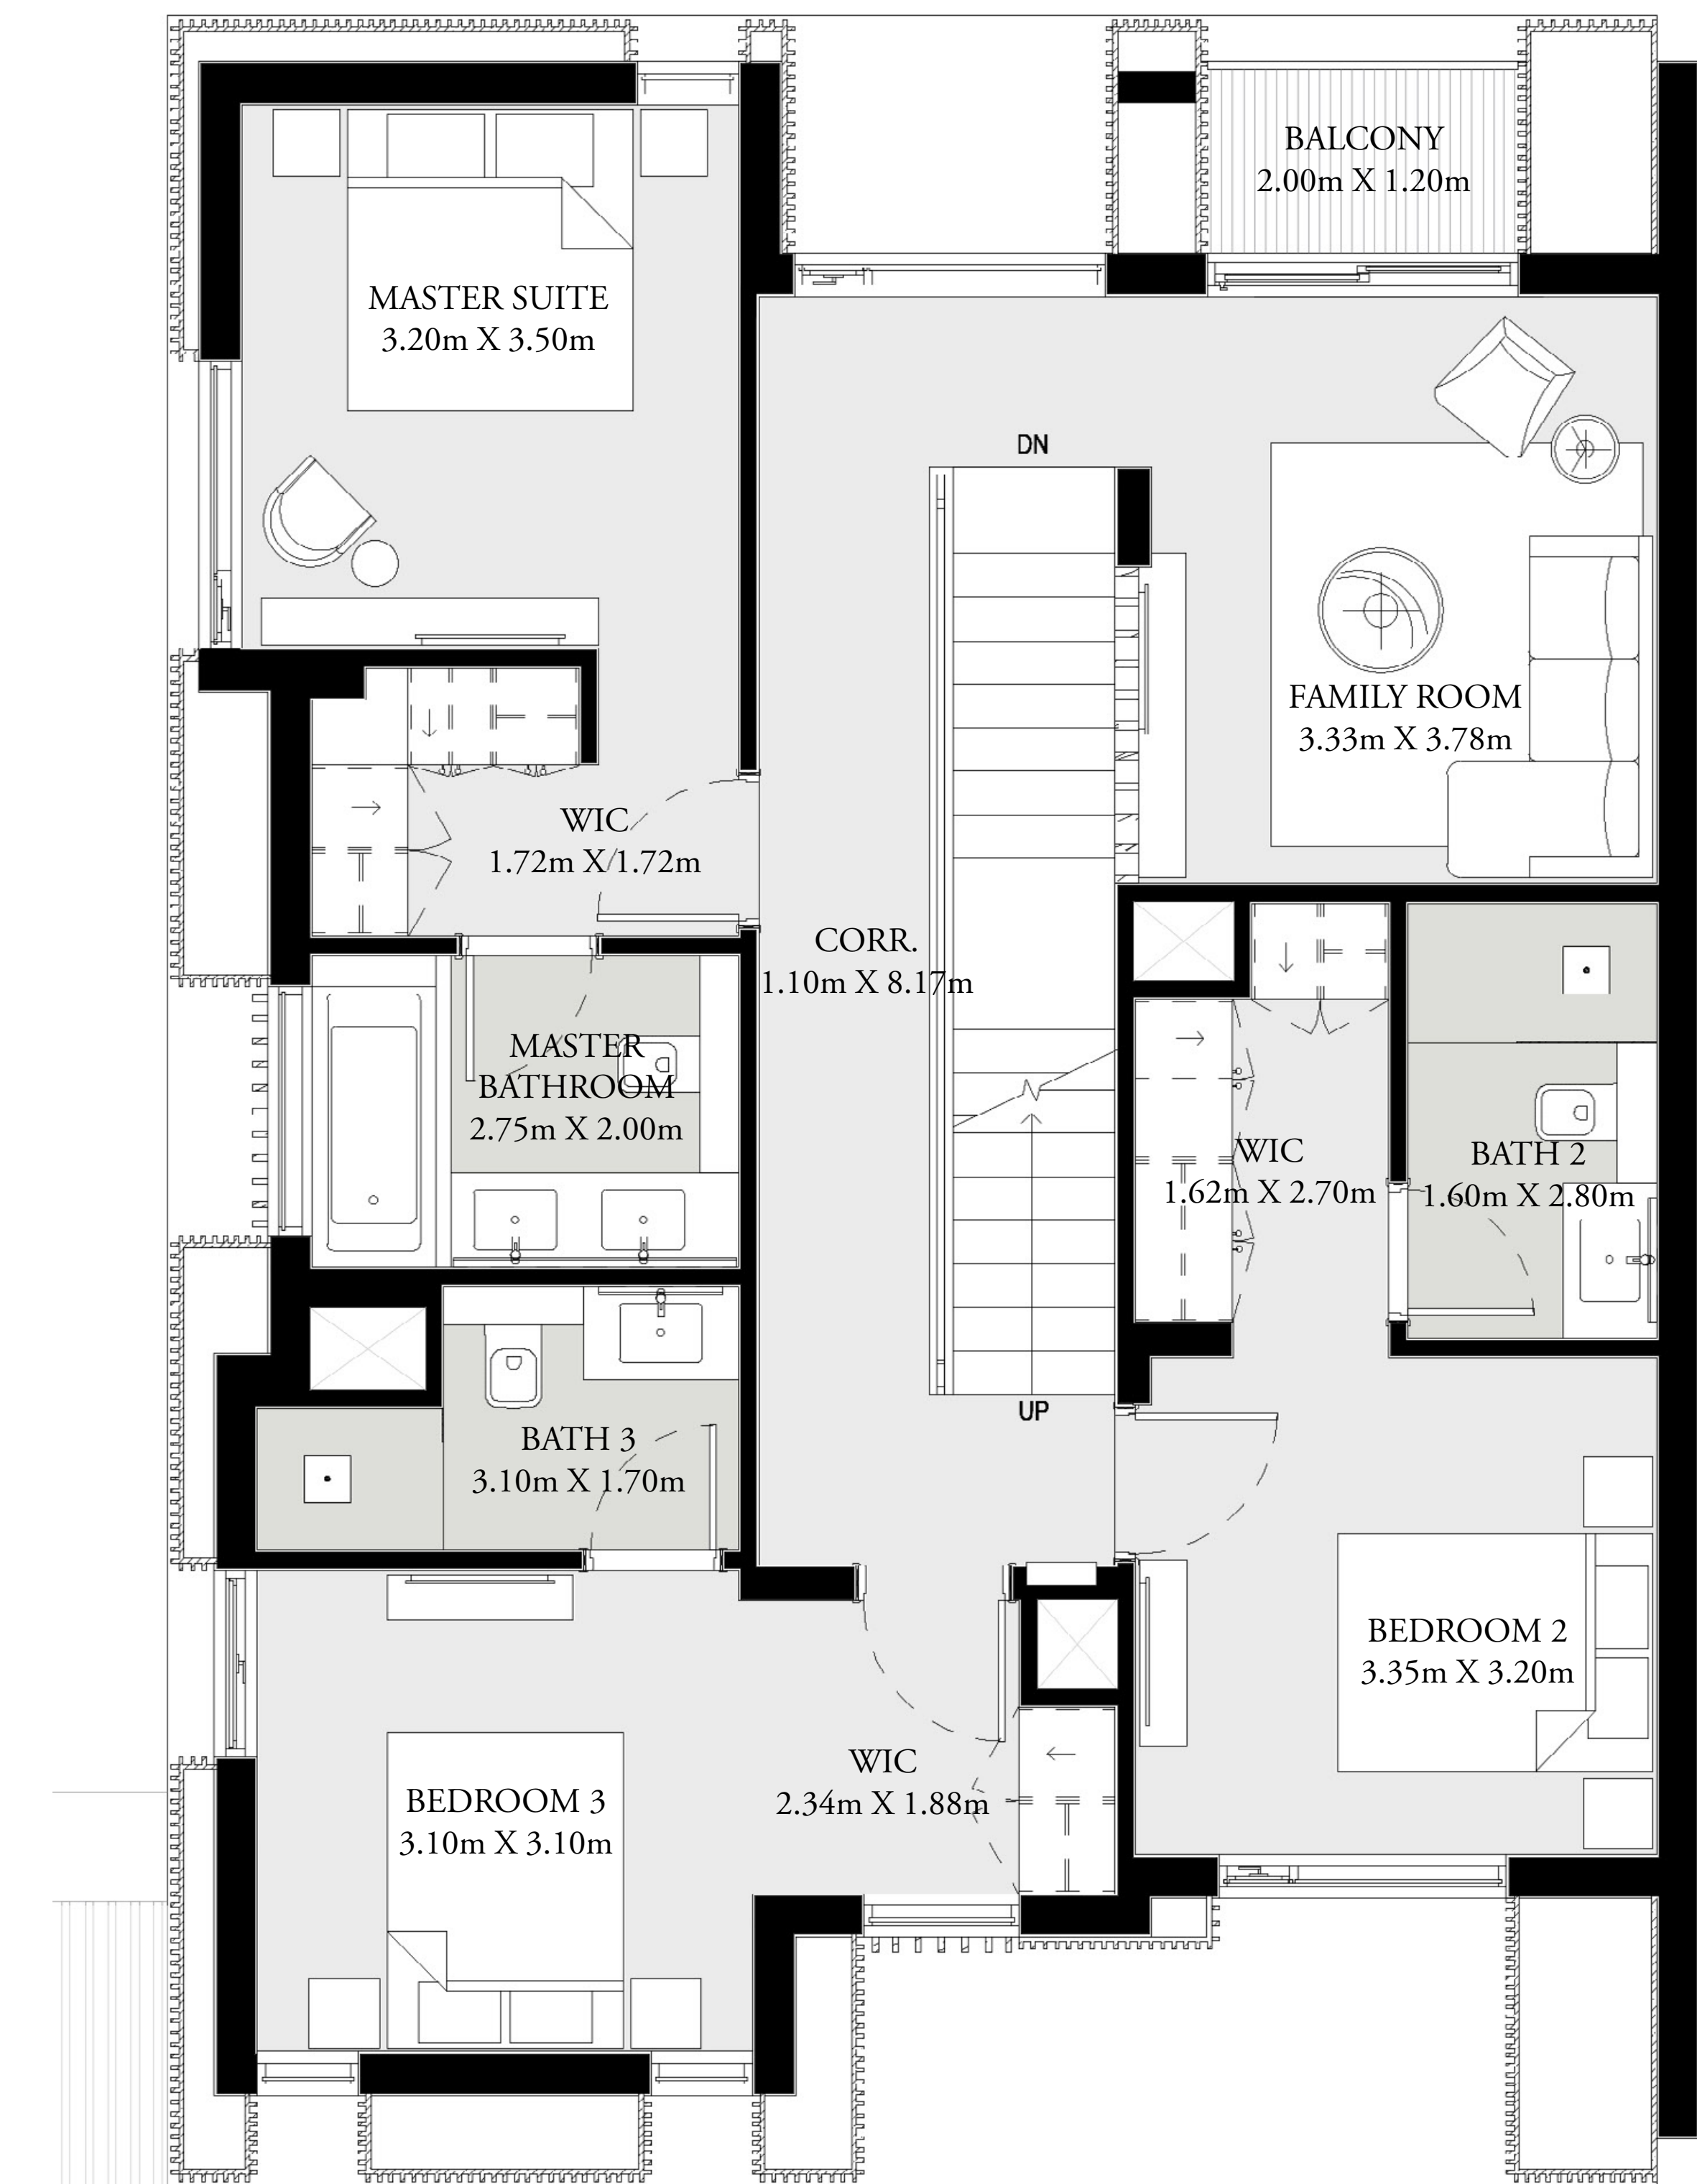 BALCONY
2.00m X 1.20m
MASTER SUITE
3.20m X 3.50m
DN
FAMILY ROOM
3.33m X 3.78m
WIC
1.72m X 1.72m
CORR.
1.10m X 8.17m
MASTER
BATHROOM
2.75m X 2.00m
WIC
1.62m X 2.70m
BATH 2
1.60m X 2.80m
UP
BATH 3
3.10m X 1.70m
BEDROOM 2
3.35m X 3.20m
WIC
2.34m X 1.88m
BEDROOM 3
3.10m X 3.10m